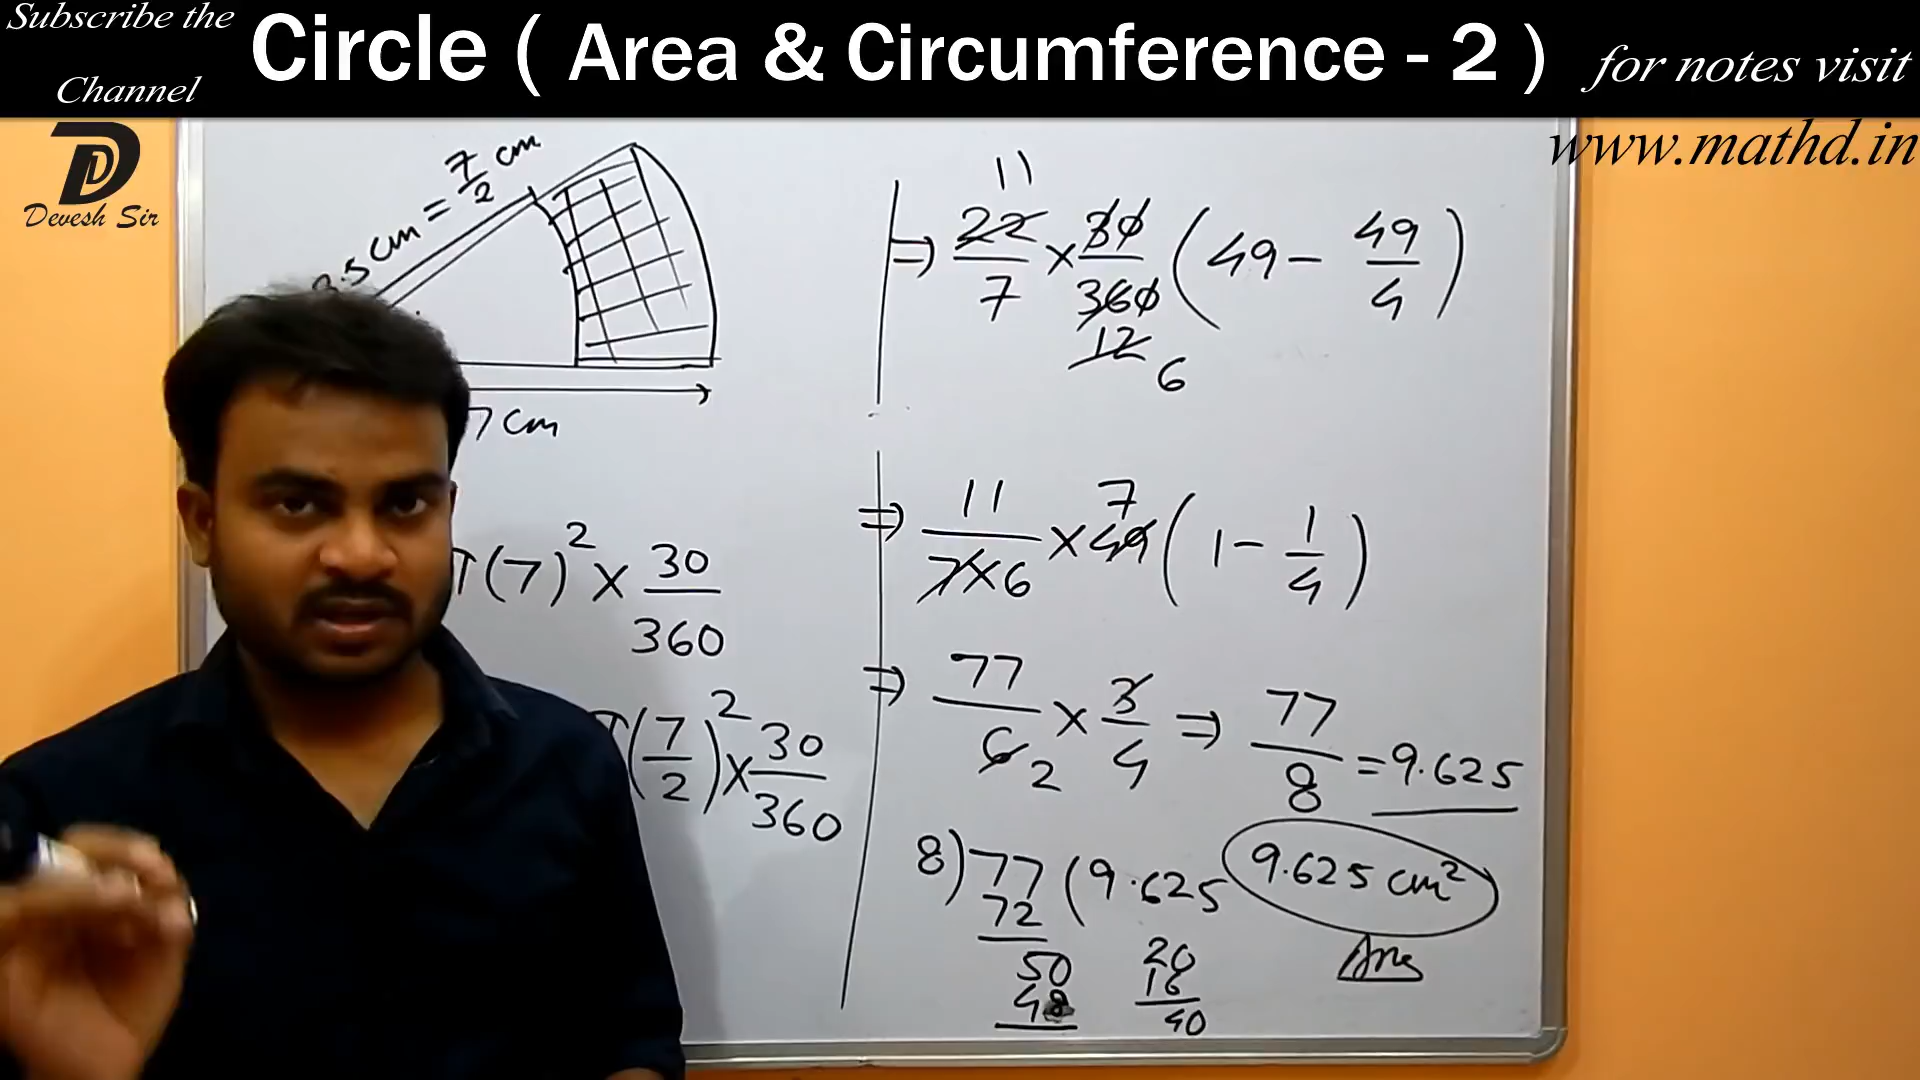 Subscribe the
Channel
Circle ( Area & Circumference - 2 )
for notes visit
www.mathd.in
DD
Devesh Sir
3.5 cm = 7/2 cm
7 cm
π(7)² × 30/360
π(7/2)² × 30/360
11
⇒ 22/7 × 30/360 (49 - 49/4)
12
6
7
⇒ 11/7×6 × 49 (1 - 1/4)
⇒ 77/6 × 3/4 ⇒ 77/8 = 9.625
2
8)77(9.625
72
50
48
20
16
40
9.625 cm²
Ans